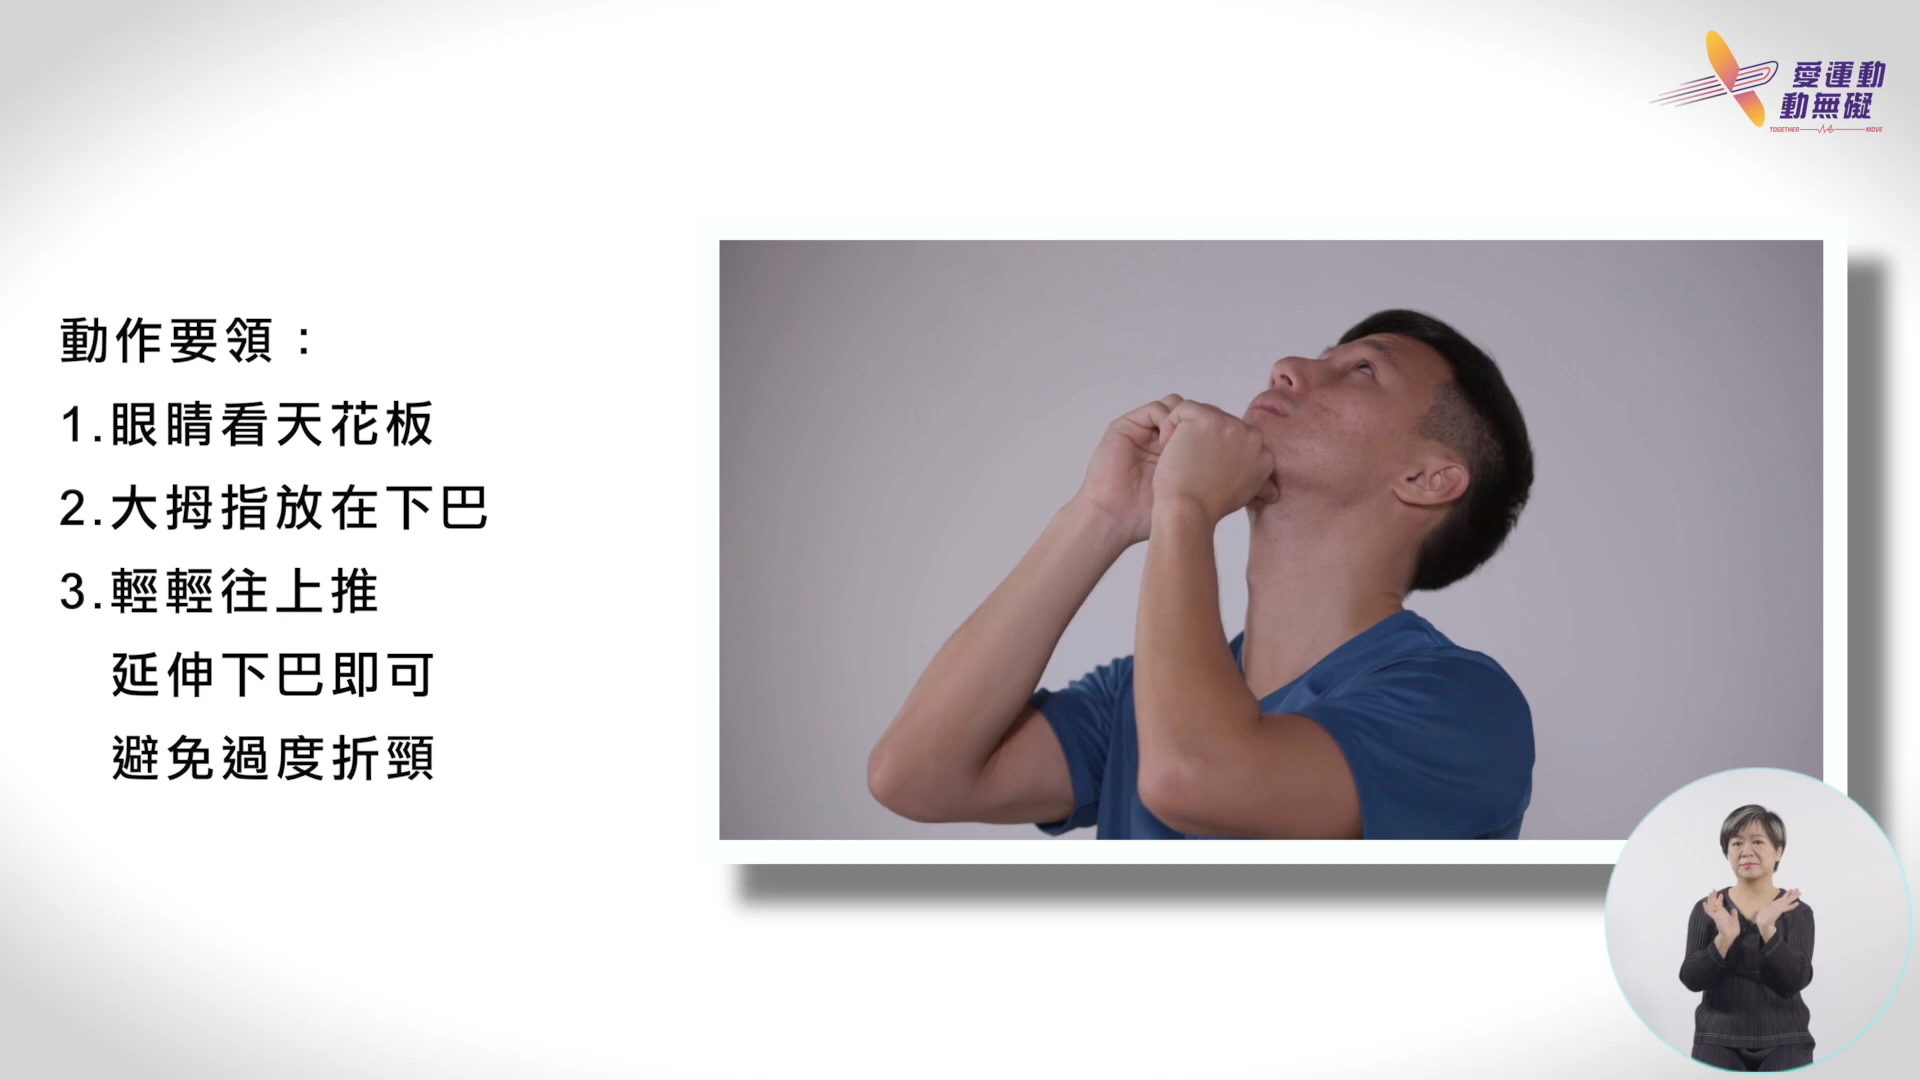 愛運動
動無礙
TOGETHER MOVE
動作要領：
1.眼睛看天花板
2.大拇指放在下巴
3.輕輕往上推
延伸下巴即可
避免過度折頸